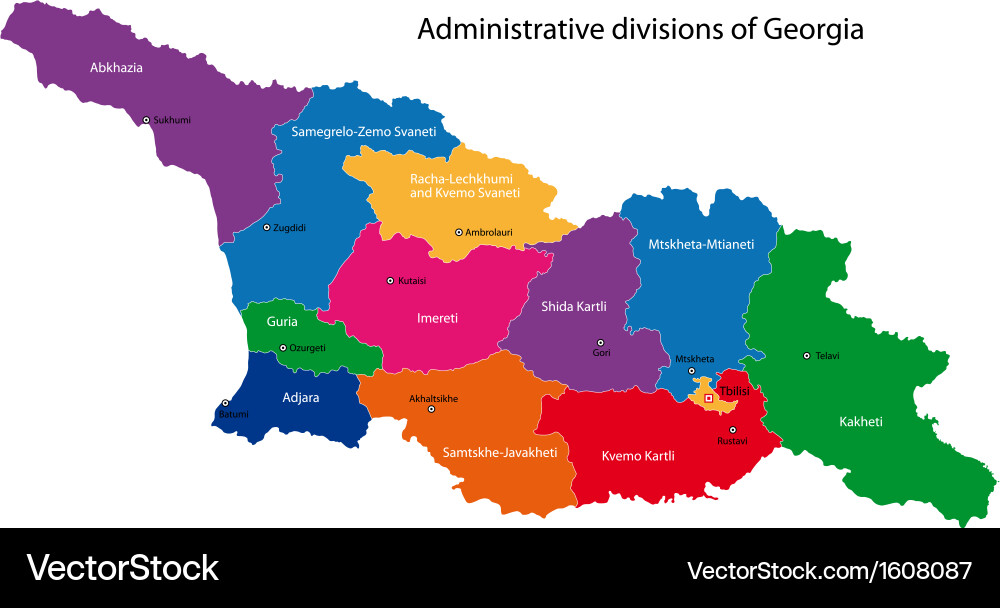 Administrative divisions of Georgia
Abkhazia
Sukhumi
Samegrelo-Zemo Svaneti
Racha-Lechkhumi
and Kvemo Svaneti
Zugdidi
Ambrolauri
Mtskheta-Mtianeti
Kutaisi
Imereti
Shida Kartli
Guria
Ozurgeti
Gori
Mtskheta
Telavi
Tbilisi
Adjara
Akhaltsikhe
Batumi
Kakheti
Rustavi
Samtskhe-Javakheti
Kvemo Kartli
VectorStock
VectorStock.com/1608087